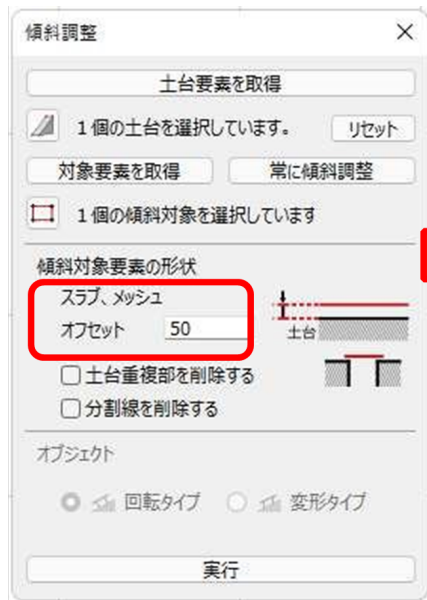 傾斜調整
土台要素を取得
1個の土台を選択しています。 リセット
対象要素を取得 常に傾斜調整
1個の傾斜対象を選択しています
傾斜対象要素の形状
スラブ、メッシュ
オフセット 50
土台
土台重複部を削除する
分割線を削除する
オブジェクト
回転タイプ 変形タイプ
実行